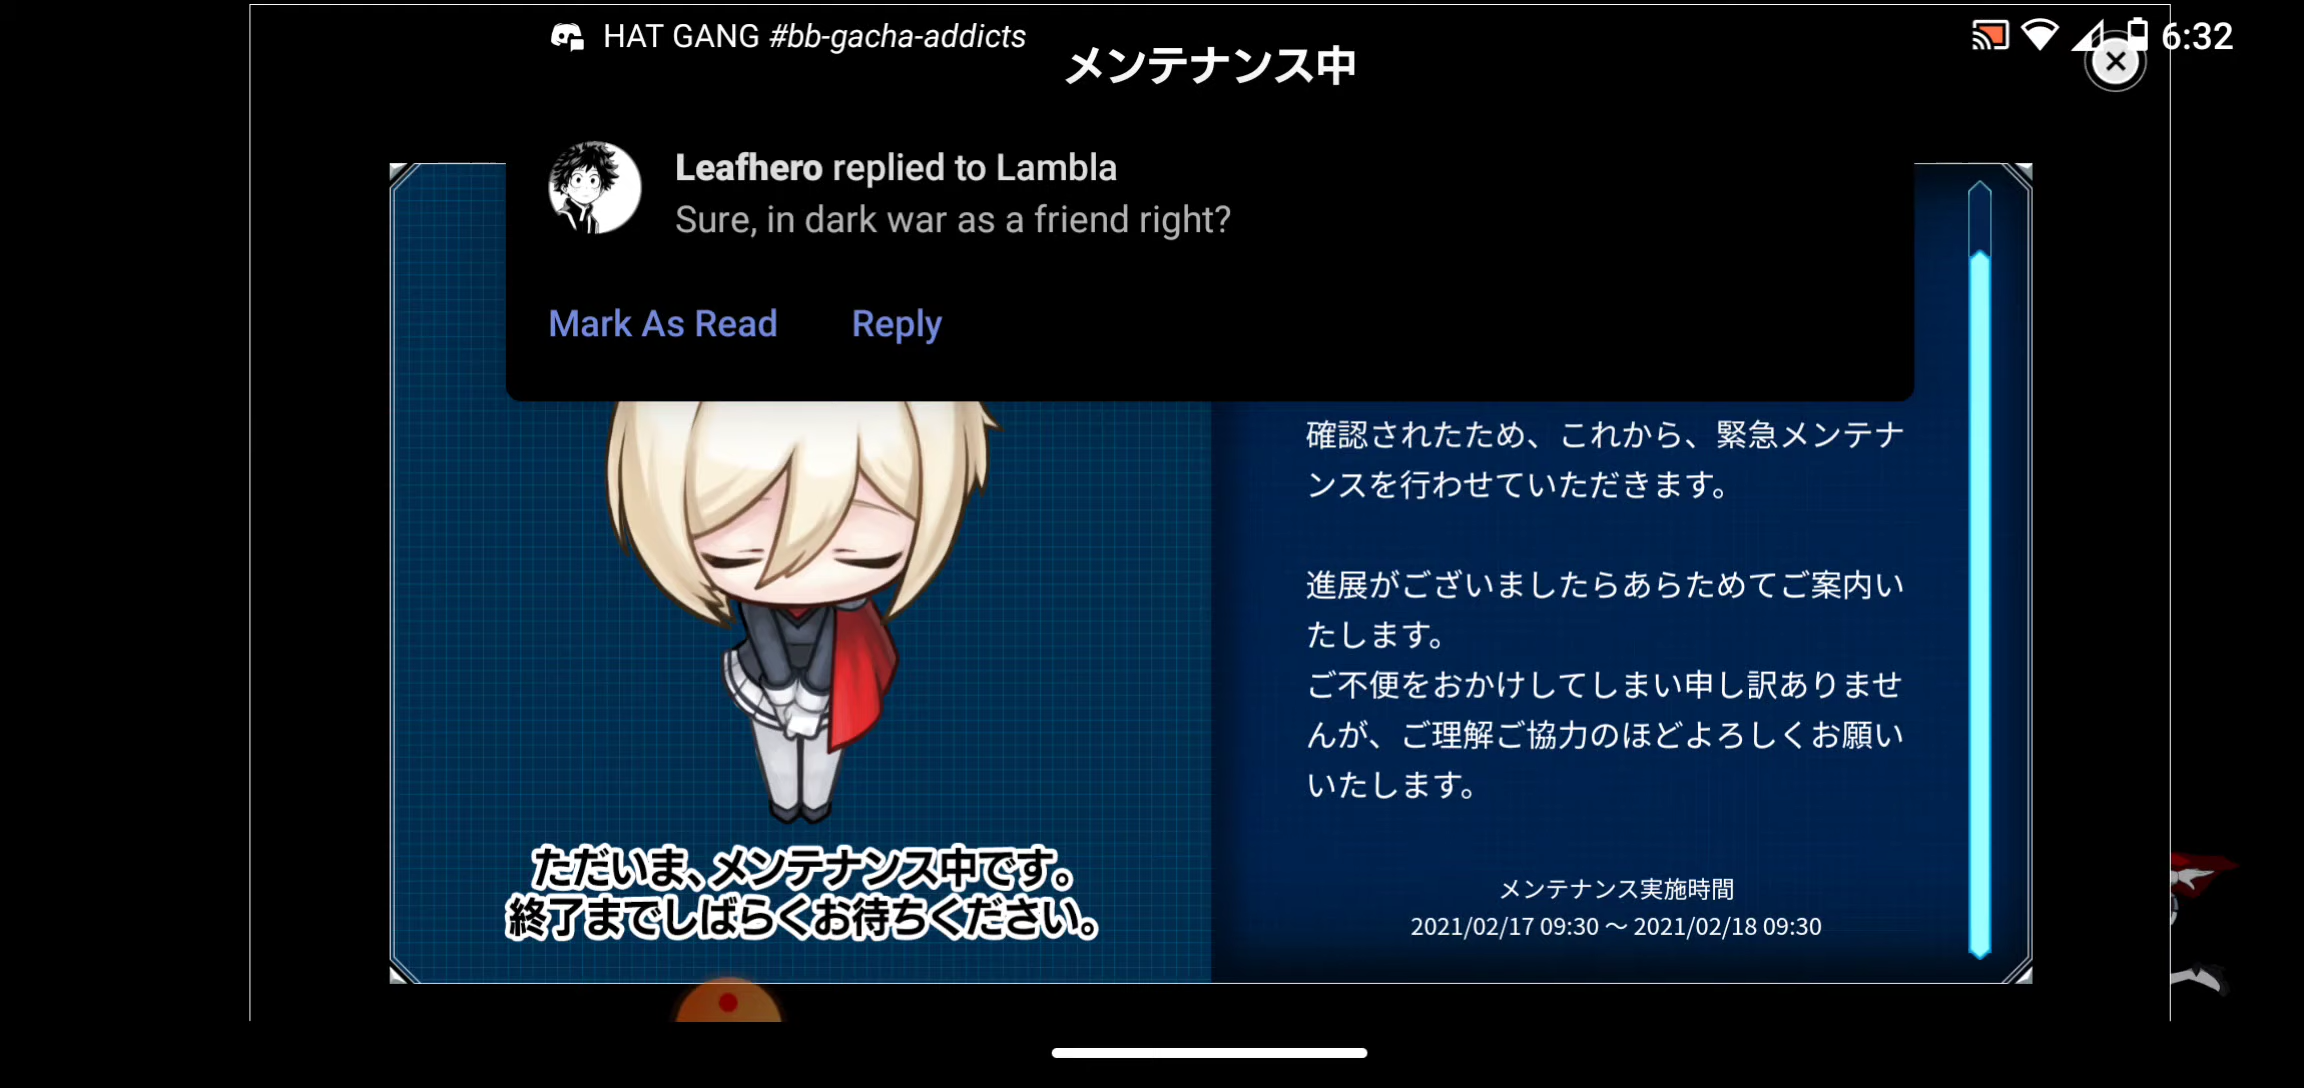 HAT GANG #bb-gacha-addicts
6:32
メンテナンス中
Leafhero replied to Lambla
Sure, in dark war as a friend right?
Mark As Read Reply
確認されたため、これから、緊急メンテナ
ンスを行わせていただきます。
進展がございましたらあらためてご案内い
たします。
ご不便をおかけしてしまい申し訳ありませ
んが、ご理解ご協力のほどよろしくお願い
いたします。
ただいま、メンテナンス中です。
終了までしばらくお待ちください。
メンテナンス実施時間
2021/02/17 09:30 ～ 2021/02/18 09:30